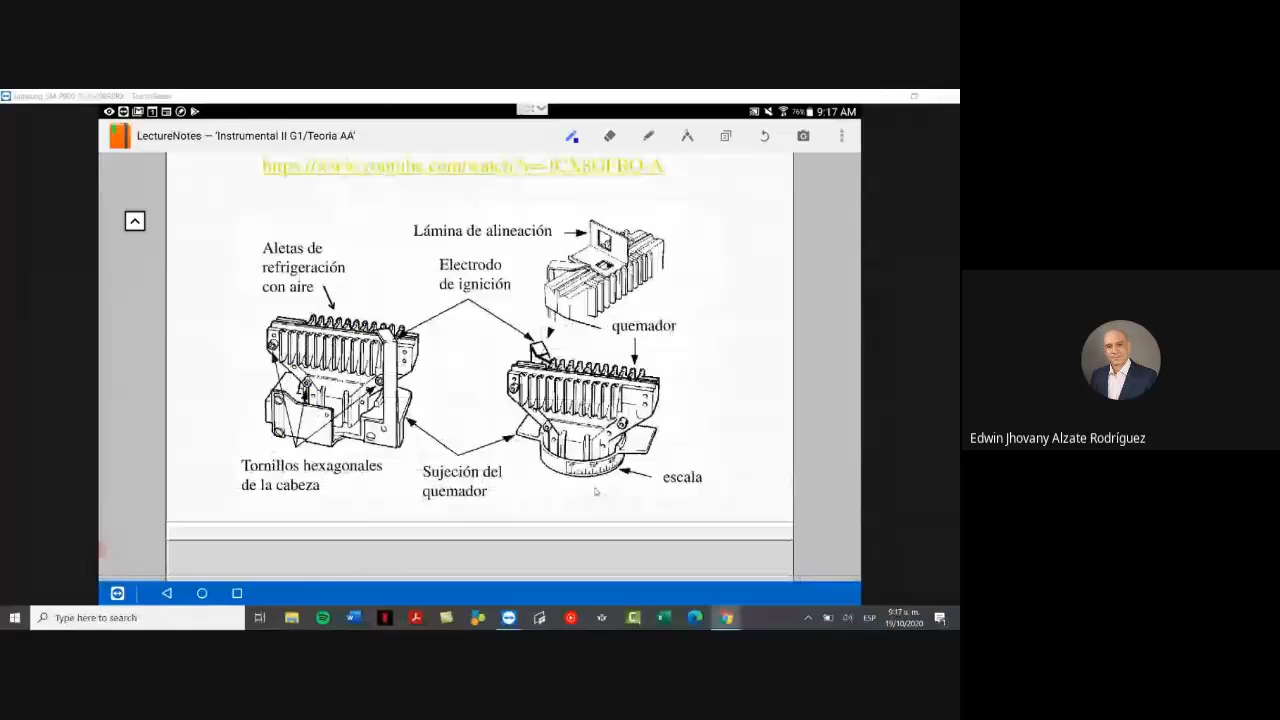 9:17 AM
LectureNotes — 'Instrumental II G1/Teoria AA'
Lámina de alineación
Aletas de
refrigeración
con aire
Electrodo
de ignición
quemador
Tornillos hexagonales
de la cabeza
Sujeción del
quemador
escala
Edwin Jhovany Alzate Rodríguez
Type here to search
ESP
9:17 a. m.
19/10/2020